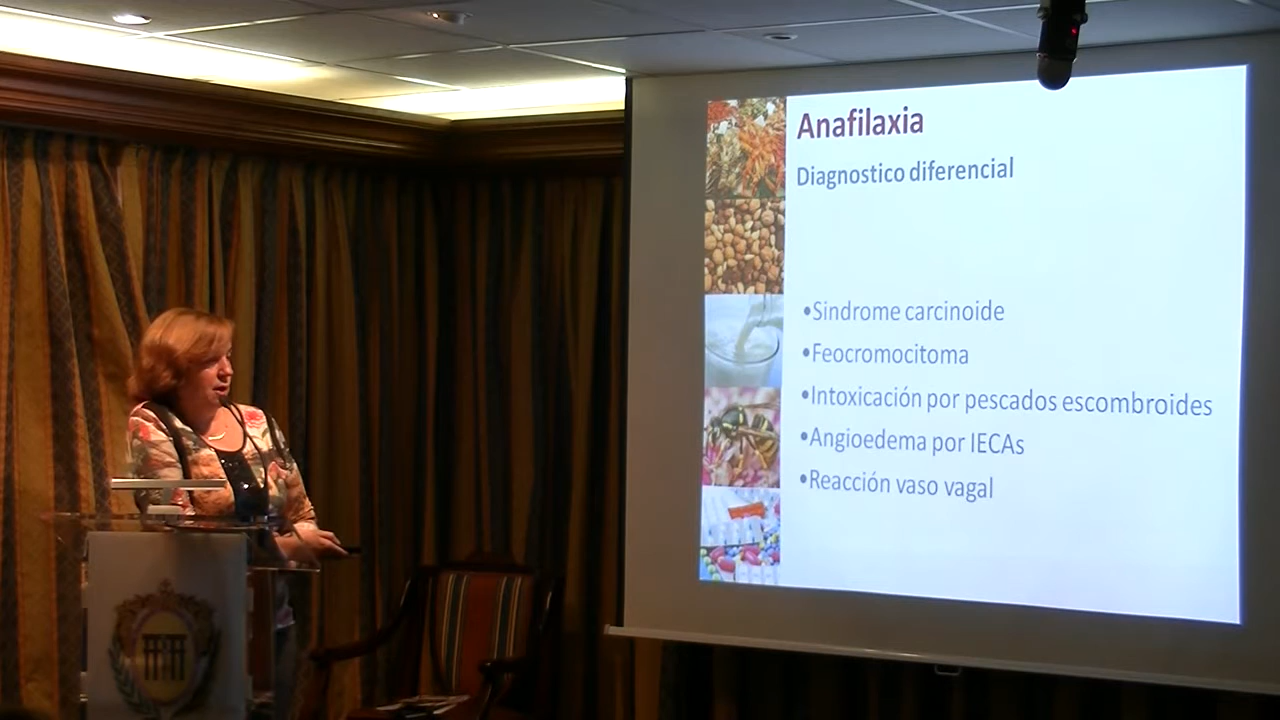 Anafilaxia
Diagnostico diferencial
•Sindrome carcinoide
•Feocromocitoma
•Intoxicación por pescados escombroides
•Angioedema por IECAs
•Reacción vaso vagal